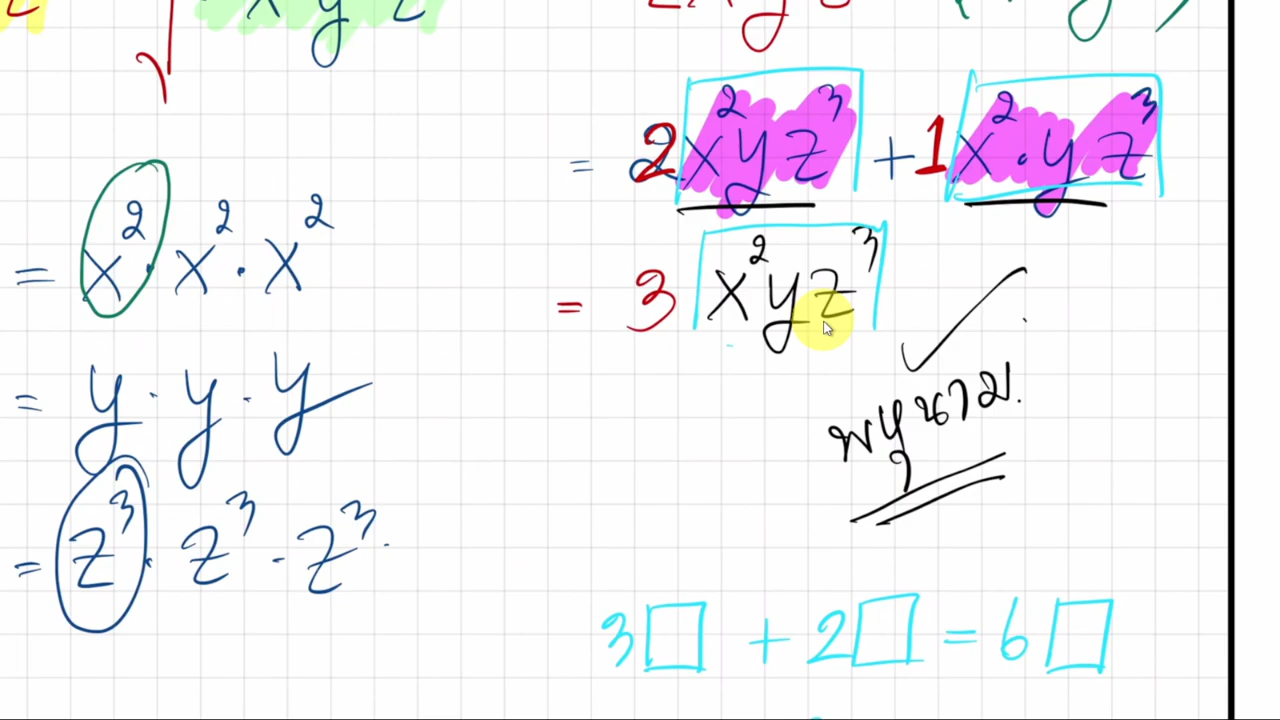 = 2x²yz³ + 1x²·yz³
= x²·x²·x²
= 3x²yz³
= y·y·y
พหุนาม.
= z³·z³·z³
3□ + 2□ = 6□